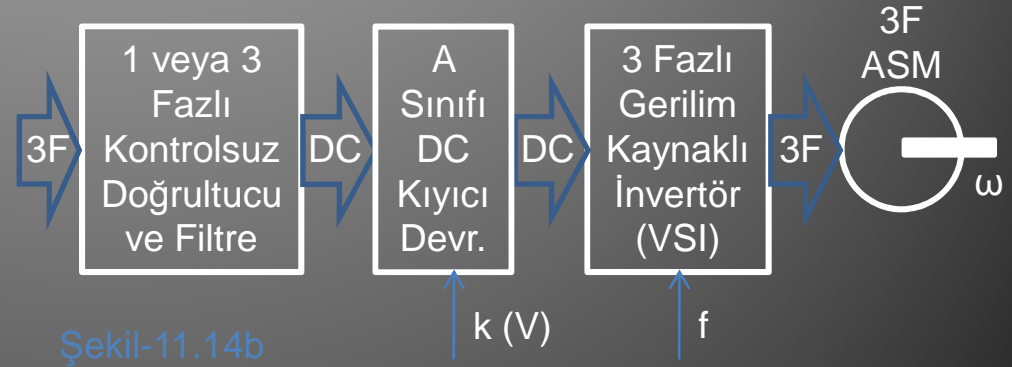 3F
1 veya 3
Fazlı
Kontrolsuz
Doğrultucu
ve Filtre
DC
A
Sınıfı
DC
Kıyıcı
Devr.
DC
3 Fazlı
Gerilim
Kaynaklı
İnvertör
(VSI)
3F
3F
ASM
ω
k (V)
f
Şekil-11.14b